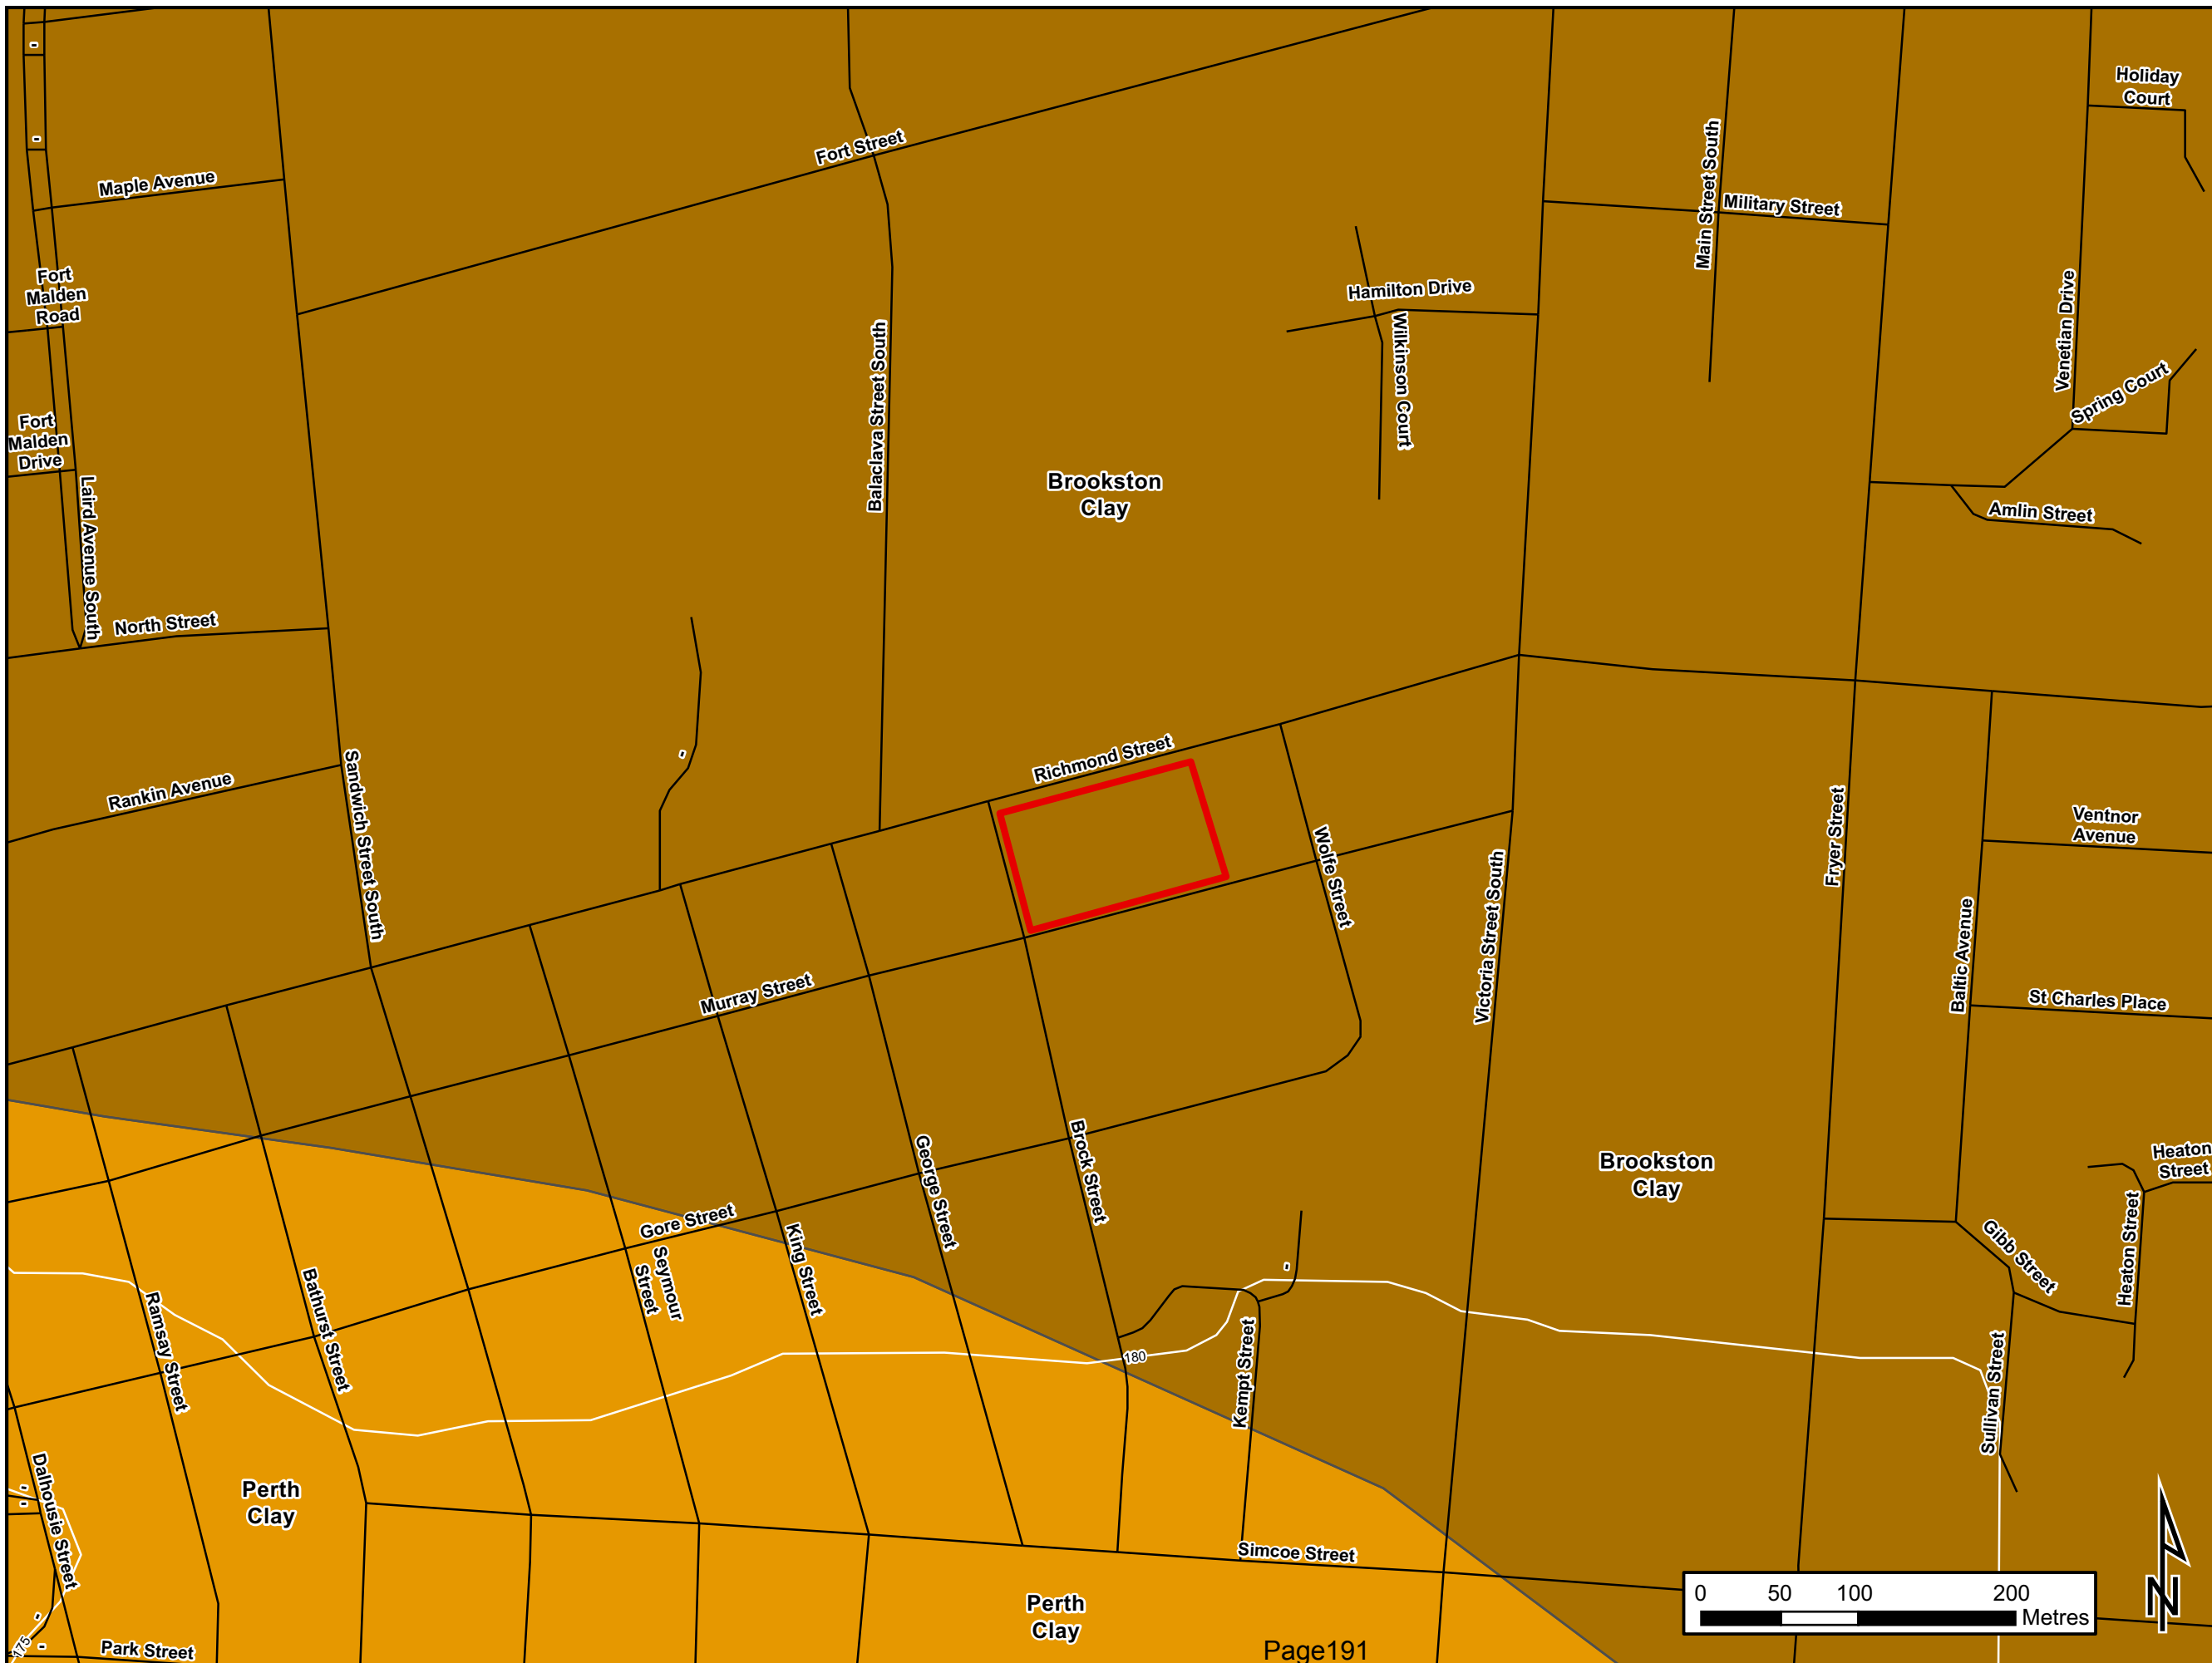 Holiday
Court
Fort Street
Main Street South
Maple Avenue
Military Street
Fort
Malden
Road
Hamilton Drive
Venetian Drive
Wilkinson Court
Balaclava Street South
Spring Court
Fort
Malden
Drive
Brookston
Clay
Laird Avenue South
Amlin Street
North Street
Richmond Street
Rankin Avenue
Sandwich Street South
Ventnor
Avenue
Fryer Street
Wolfe Street
Victoria Street South
Baltic Avenue
Murray Street
St Charles Place
Brock Street
George Street
Brookston
Clay
Heaton
Street
Heaton Street
Gore Street
Gibb Street
King Street
Seymour
Street
Bathurst Street
Ramsay Street
180
Kempt Street
Sullivan Street
Dalhousie Street
Perth
Clay
Simcoe Street
Perth
Clay
0 50 100 200
Metres
N
175
Park Street
Page191